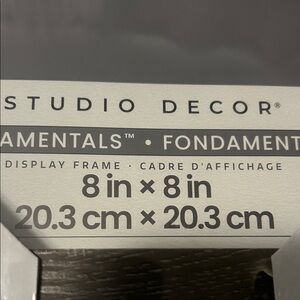 STUDIO DECOR®
AMENTALS™ • FONDAMENT
DISPLAY FRAME · CADRE D'AFFICHAGE
8 in × 8 in
20.3 cm × 20.3 cm